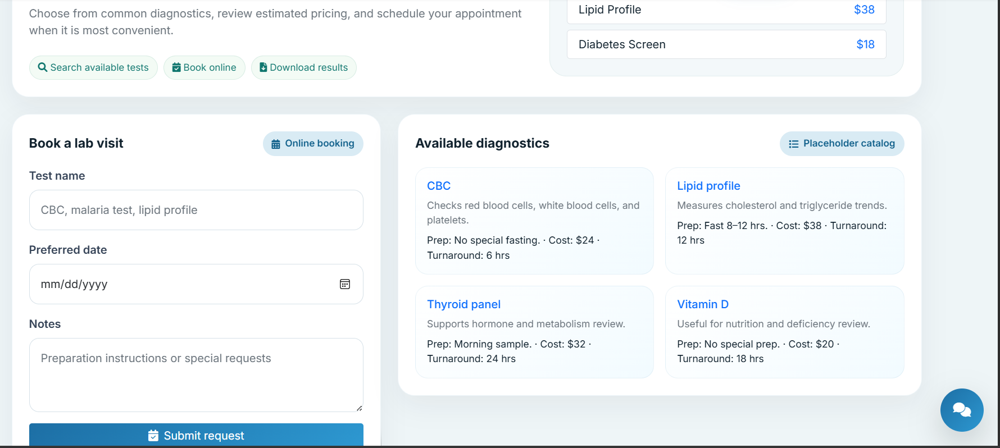 Choose from common diagnostics, review estimated pricing, and schedule your appointment
when it is most convenient.
Search available tests
Book online
Download results
Lipid Profile
$38
Diabetes Screen
$18
Book a lab visit
Online booking
Test name
CBC, malaria test, lipid profile
Preferred date
mm/dd/yyyy
Notes
Preparation instructions or special requests
Submit request
Available diagnostics
Placeholder catalog
CBC
Checks red blood cells, white blood cells, and
platelets.
Prep: No special fasting. · Cost: $24 ·
Turnaround: 6 hrs
Lipid profile
Measures cholesterol and triglyceride trends.
Prep: Fast 8–12 hrs. · Cost: $38 · Turnaround:
12 hrs
Thyroid panel
Supports hormone and metabolism review.
Prep: Morning sample. · Cost: $32 ·
Turnaround: 24 hrs
Vitamin D
Useful for nutrition and deficiency review.
Prep: No special prep. · Cost: $20 ·
Turnaround: 18 hrs